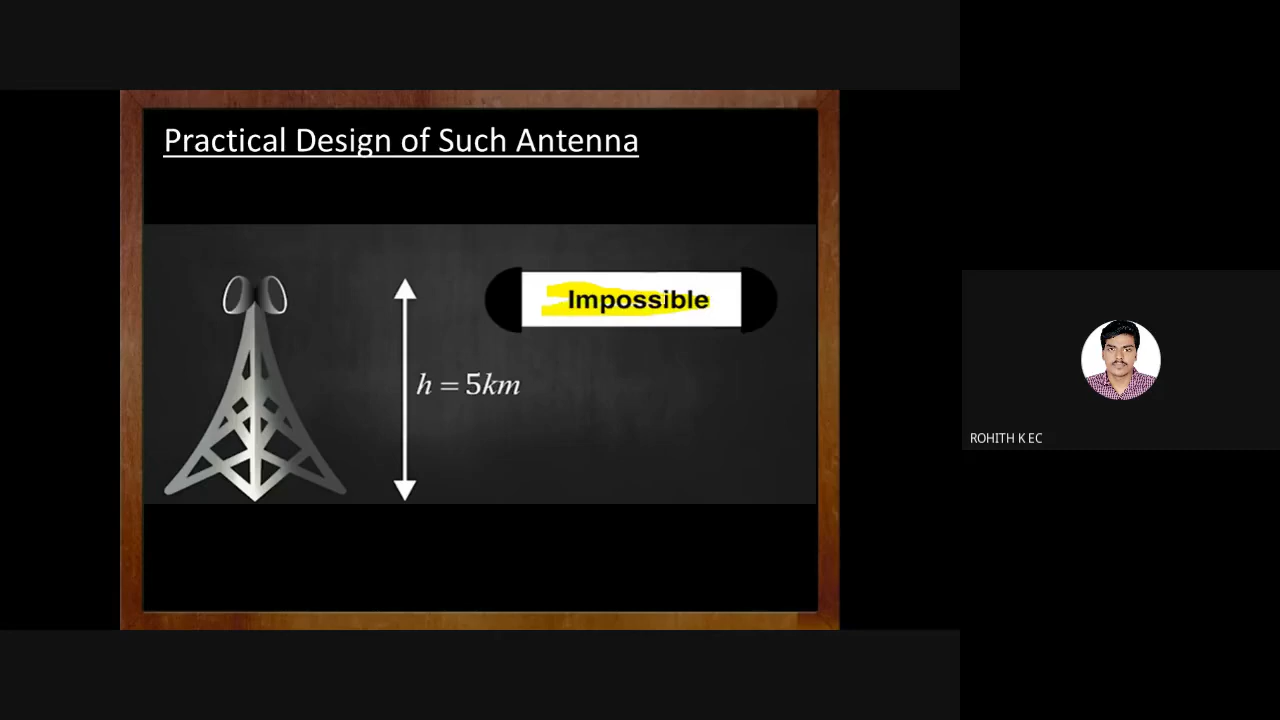 Practical Design of Such Antenna
Impossible
h = 5km
ROHITH K EC